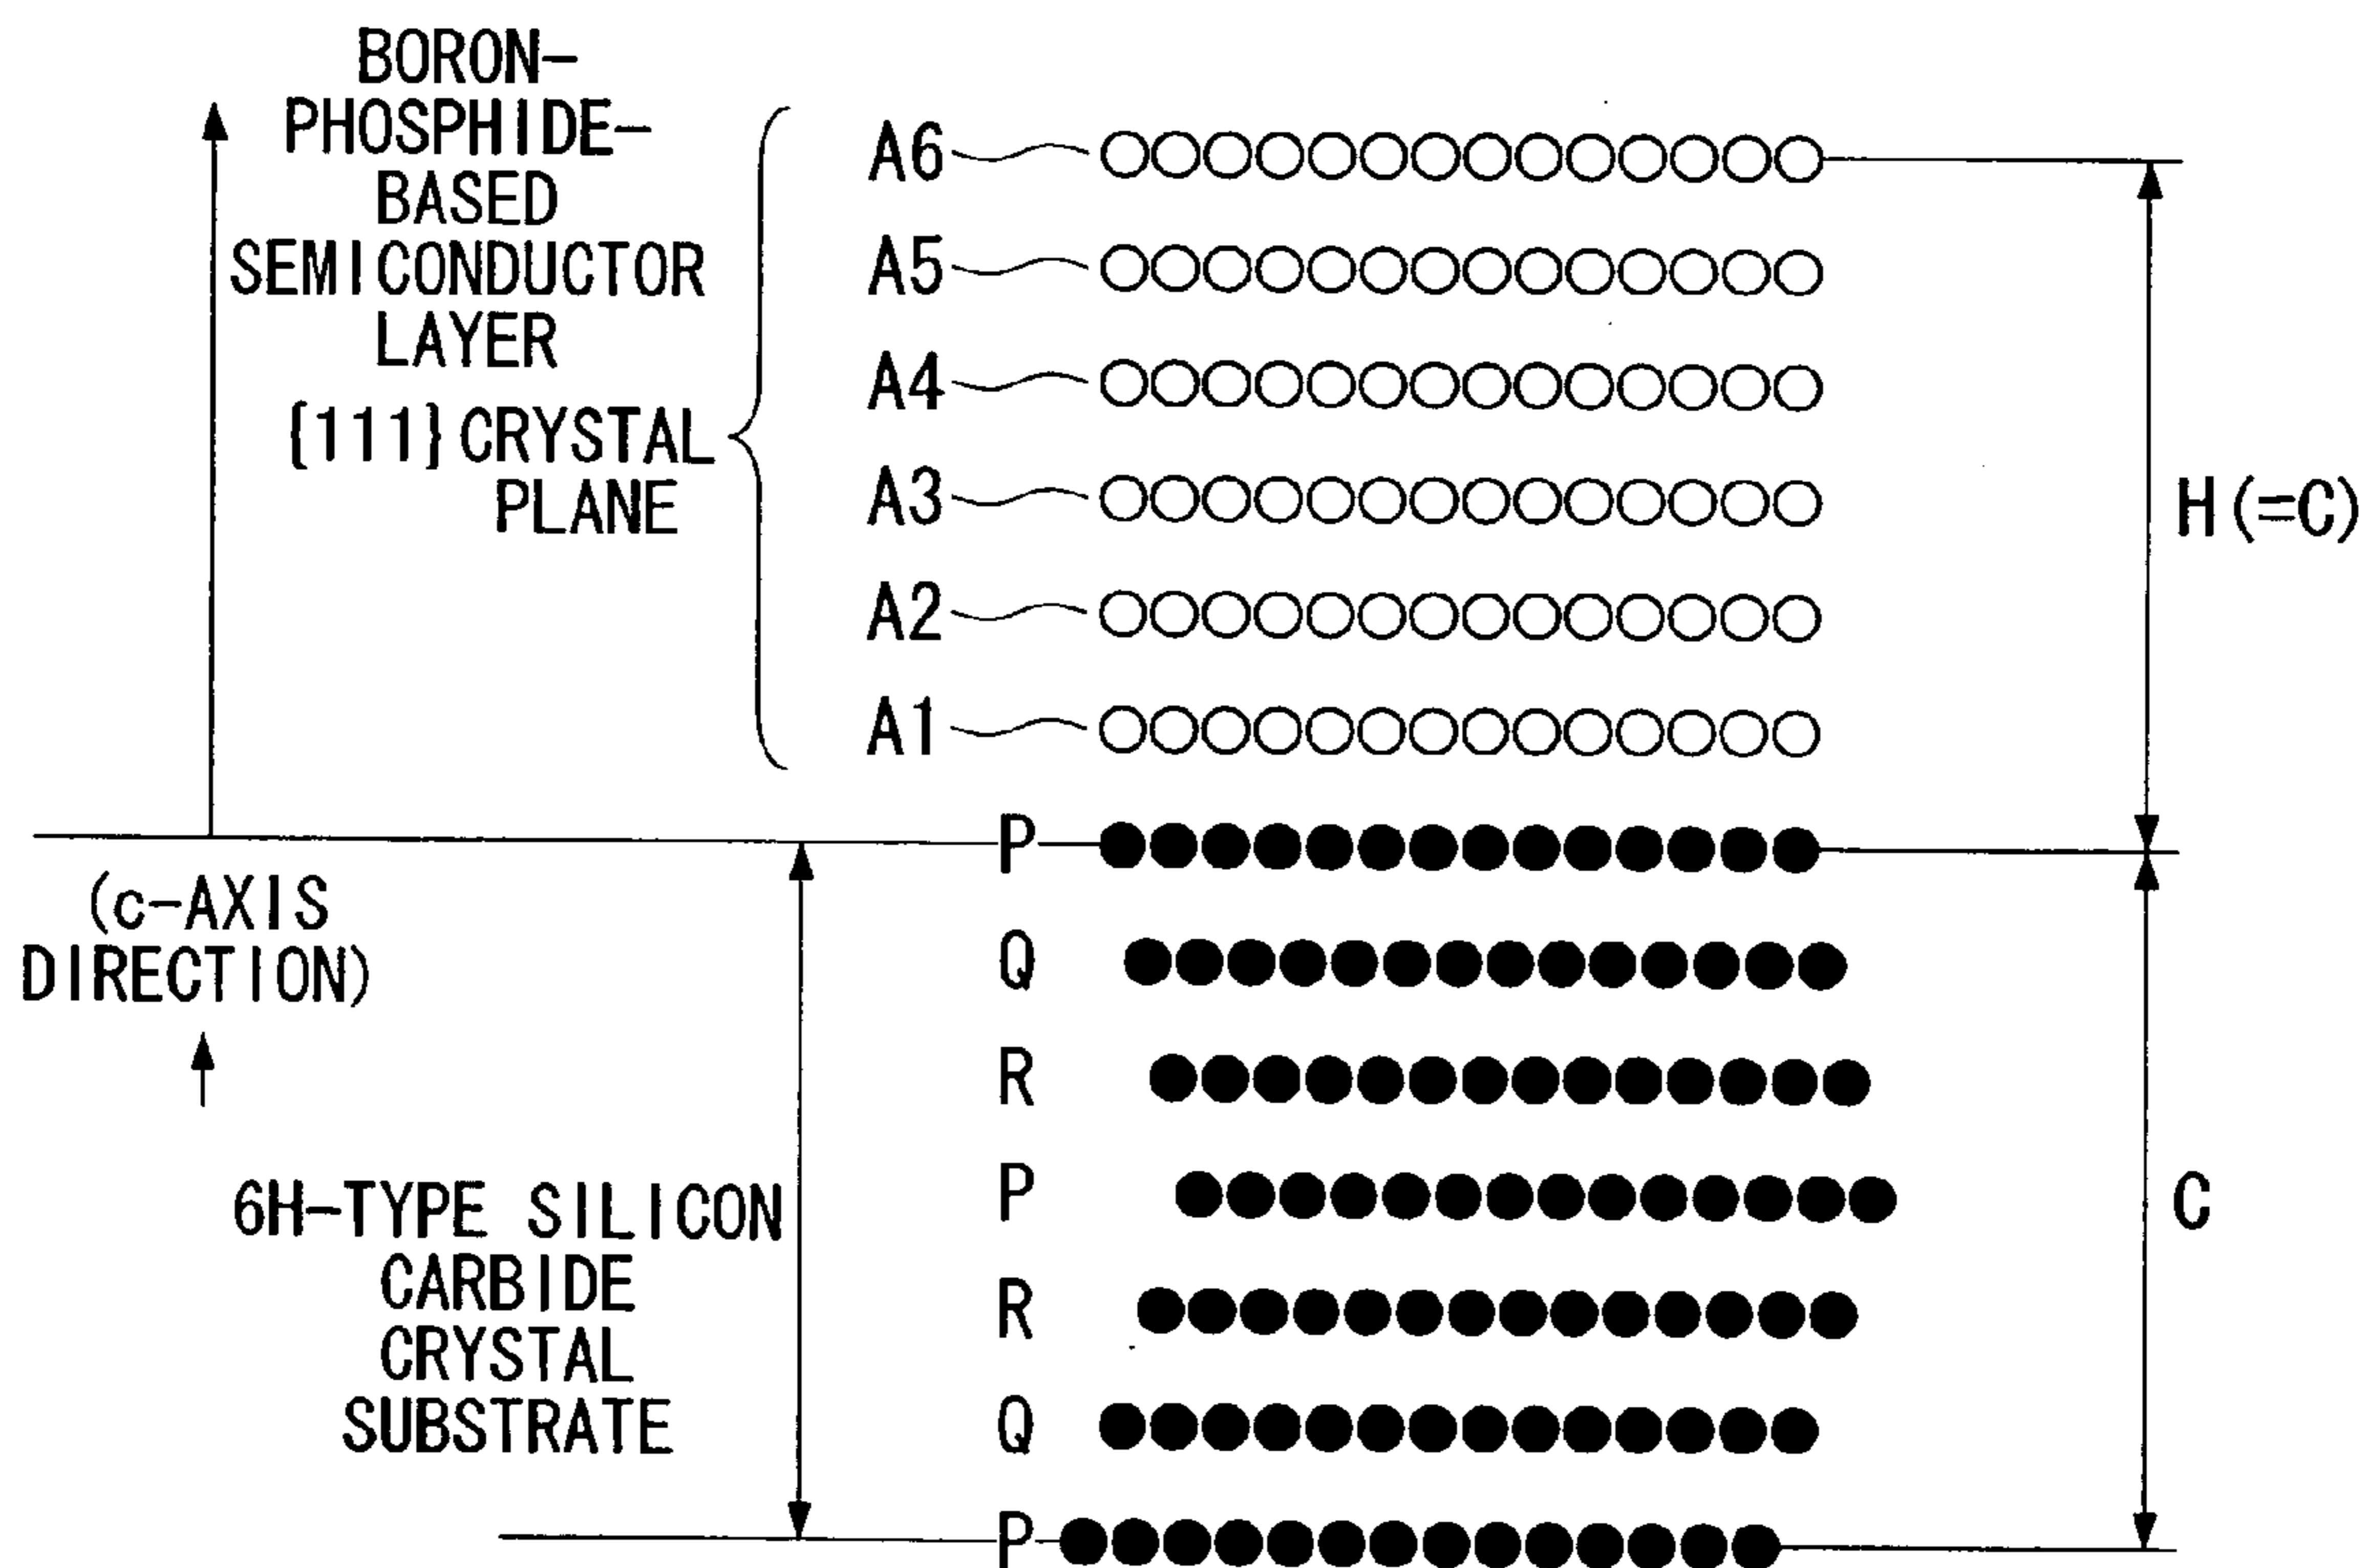 BORON-
PHOSPHIDE-
BASED
SEMICONDUCTOR
LAYER
{111} CRYSTAL
PLANE
A6
A5
A4
A3
A2
A1
H(=C)
P
(c-AXIS
DIRECTION)
Q
R
P
6H-TYPE SILICON
CARBIDE
CRYSTAL
SUBSTRATE
C
R
Q
P